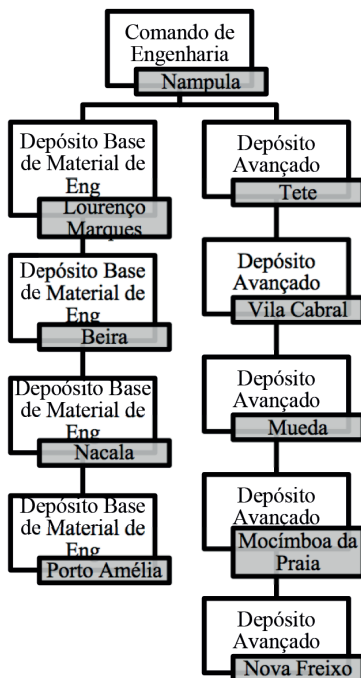 Comando de
Engenharia
Nampula
Depósito Base
de Material de
Eng
Lourenço
Marques
Depósito Base
de Material de
Eng
Beira
Depoósito Base
de Material de
Eng
Nacala
Depósito Base
de Material de
Eng
Porto Amélia
Depósito
Avançado
Tete
Depósito
Avançado
Vila Cabral
Depósito
Avançado
Mueda
Depósito
Avançado
Mocímboa da
Praia
Depósito
Avançado
Nova Freixo